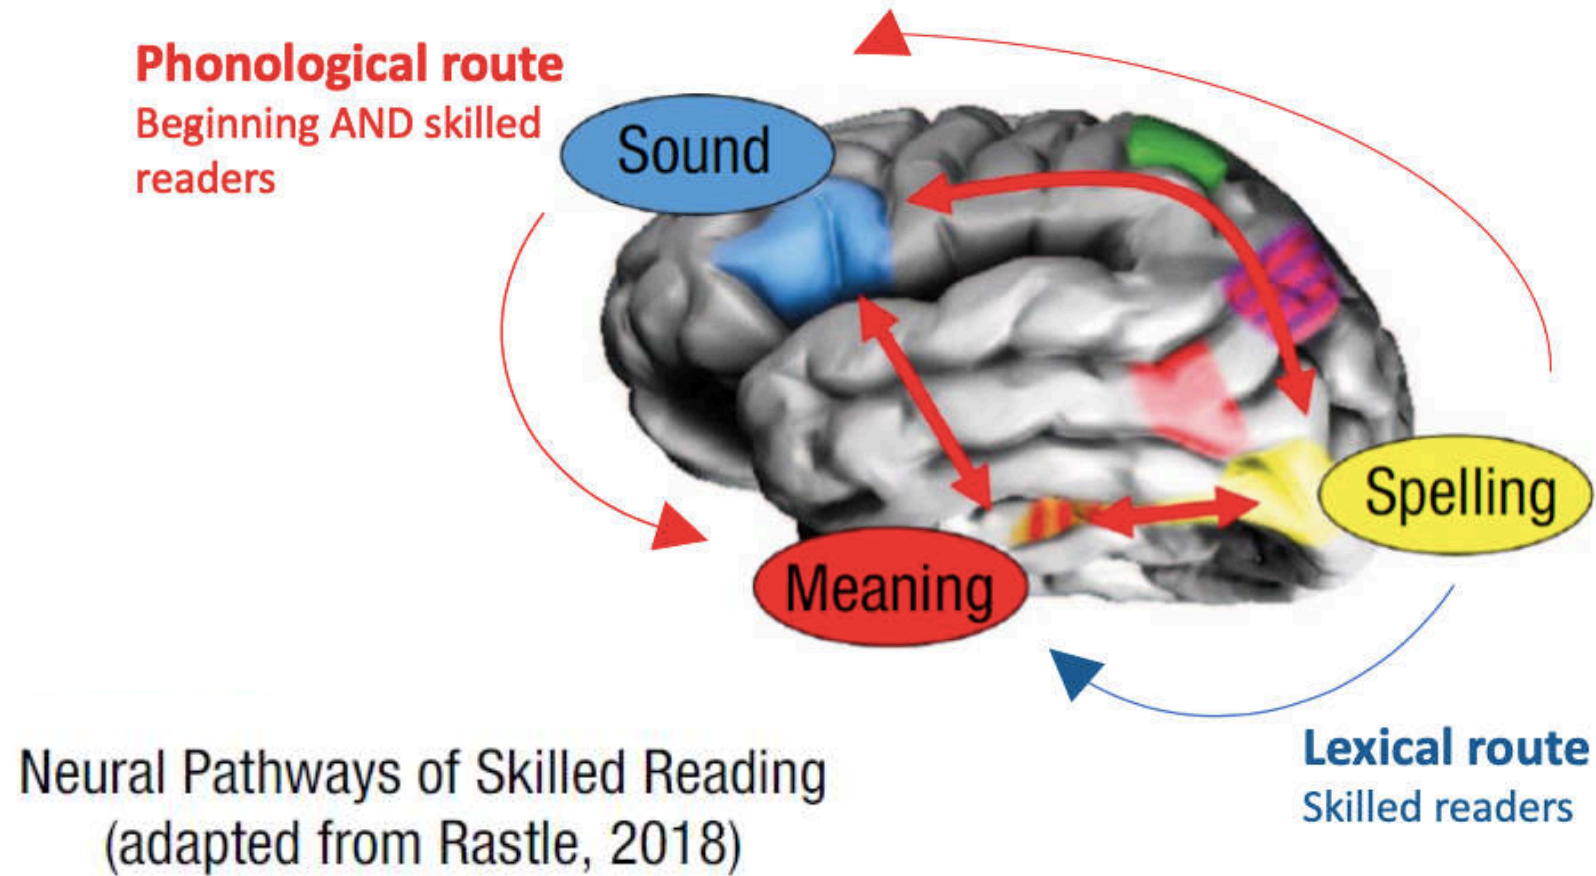 Phonological route
Beginning AND skilled
readers
Sound
Spelling
Meaning
Lexical route
Skilled readers
Neural Pathways of Skilled Reading
(adapted from Rastle, 2018)